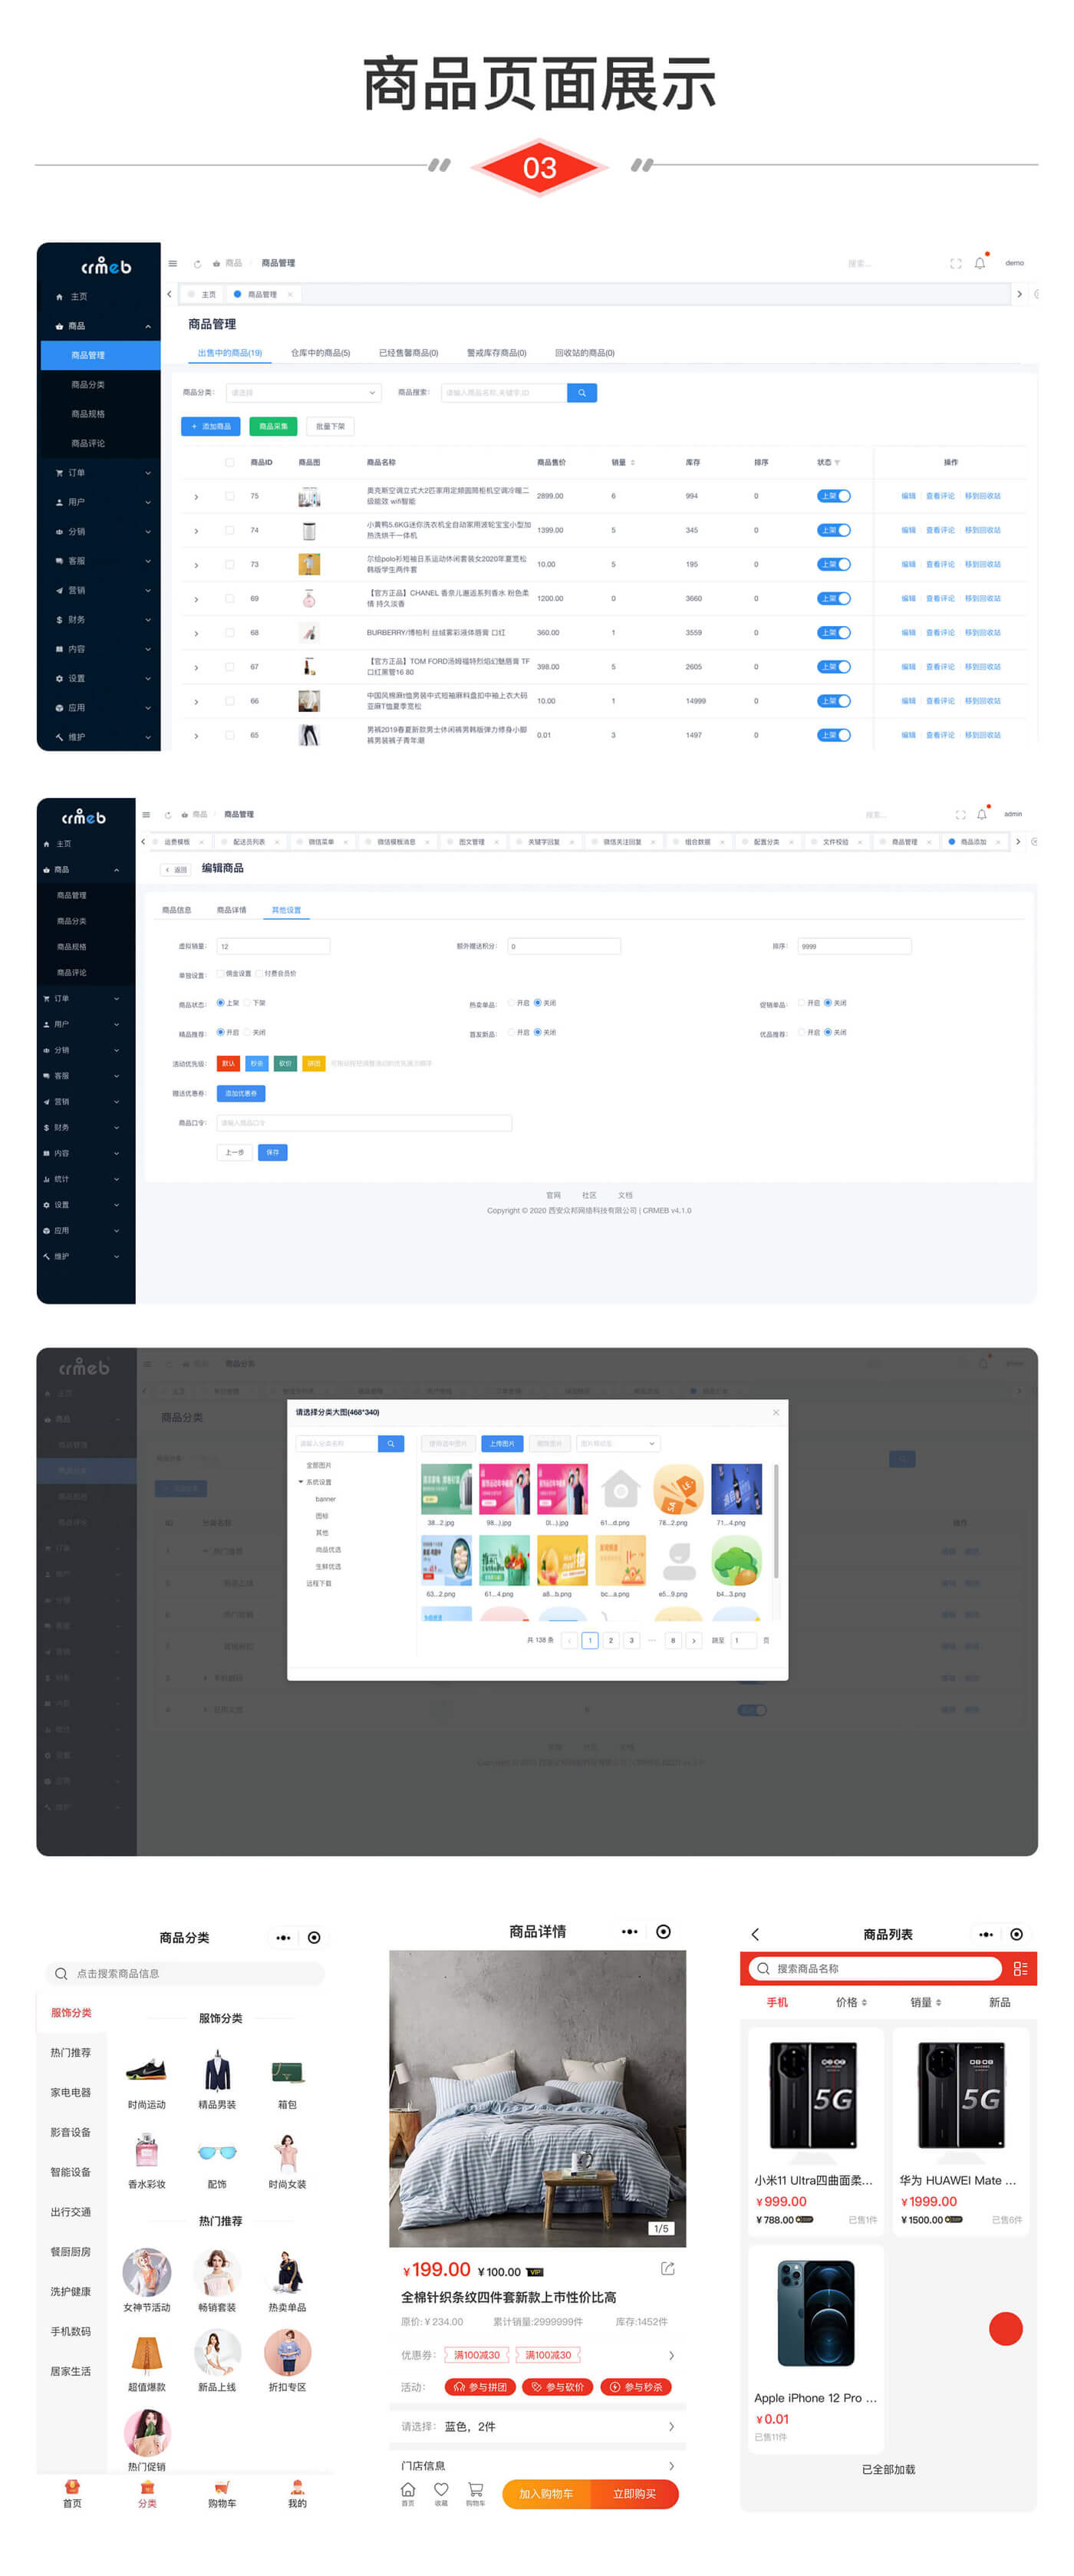 商品页面展示
03
crmeb
商品 商品管理
搜索...
demo
主页 商品管理
主页
商品
商品管理
商品分类
商品规格
商品评论
订单
用户
分销
客服
营销
财务
内容
设置
应用
维护
商品管理
出售中的商品(19) 仓库中的商品(5) 已经售罄商品(0) 警戒库存商品(0) 回收站的商品(0)
商品分类: 请选择 商品搜索: 请输入商品名称,关键字,ID
+ 添加商品 商品采集 批量下架
商品ID 商品图 商品名称 商品售价 销量 库存 排序 状态 操作
75 奥克斯空调立式大2匹家用定频圆筒柜机空调冷暖二级能效 wifi智能 2899.00 6 994 0 上架 编辑 查看评论 移到回收站
74 小黄鸭5.6KG迷你洗衣机全自动家用波轮宝宝小型加热洗烘干一体机 1399.00 5 345 0 上架 编辑 查看评论 移到回收站
73 尔给polo衫短袖日系运动休闲套装女2020年夏宽松韩版学生两件套 10.00 5 195 0 上架 编辑 查看评论 移到回收站
69 【官方正品】CHANEL 香奈儿邂逅系列香水 粉色柔情 持久淡香 1200.00 0 3660 0 上架 编辑 查看评论 移到回收站
68 BURBERRY/博柏利 丝绒雾彩液体唇膏 口红 360.00 1 3559 0 上架 编辑 查看评论 移到回收站
67 【官方正品】TOM FORD汤姆福特烈焰幻魅唇膏 TF口红黑管16 80 398.00 5 2605 0 上架 编辑 查看评论 移到回收站
66 中国风棉麻t恤男装中式短袖麻料盘扣中袖上衣大码亚麻T恤夏季宽松 10.00 1 14999 0 上架 编辑 查看评论 移到回收站
65 男裤2019春夏新款男士休闲裤男韩版弹力修身小脚裤男装裤子青年潮 0.01 3 1497 0 上架 编辑 查看评论 移到回收站
crmeb
商品 商品管理
搜索...
admin
运费模板 配送员列表 微信菜单 微信模板消息 图文管理 关键字回复 微信关注回复 组合数据 配置分类 文件校验 商品管理 商品添加
主页
商品
商品管理
商品分类
商品规格
商品评论
订单
用户
分销
客服
营销
财务
内容
统计
设置
应用
维护
返回 编辑商品
商品信息 商品详情 其他设置
虚拟销量: 12 额外赠送积分: 0 排序: 9999
单独设置: 佣金设置 付费会员价
商品状态: 上架 下架 热卖单品: 开启 关闭 促销单品: 开启 关闭
精品推荐: 开启 关闭 首发新品: 开启 关闭 优品推荐: 开启 关闭
活动优先级: 默认 秒杀 砍价 拼团
赠送优惠券: 添加优惠券
商品口令: 请输入商品口令
上一步 保存
官网 社区 文档
Copyright © 2020 西安众邦网络科技有限公司 | CRMEB v4.1.0
crmeb
商品分类
商品分类
请选择分类大图(468*340)
请输入分类名称 使用选中图片 上传图片 删除图片 图片移动至
全部图片
系统设置
banner
图标
其他
商品优选
生鲜优选
远程下载
38...2.jpg 98...).jpg 0(...).jpg 61...d.png 78...2.png 71...4.png
63...2.png 61...4.png a8...b.png bc...a.png e5...9.png b4...3.png
共 138 条 1 2 3 ··· 8 跳至 1 页
商品分类
点击搜索商品信息
服饰分类
热门推荐
家电电器
影音设备
智能设备
出行交通
餐厨厨房
洗护健康
手机数码
居家生活
服饰分类
时尚运动 精品男装 箱包
香水彩妆 配饰 时尚女装
热门推荐
女神节活动 畅销套装 热卖单品
超值爆款 新品上线 折扣专区
热门促销
首页 分类 购物车 我的
商品详情
1/5
¥199.00 ¥100.00 VIP
全棉针织条纹四件套新款上市性价比高
原价:¥234.00 累计销量:2999999件 库存:1452件
优惠券: 满100减30 满100减30
活动: 参与拼团 参与砍价 参与秒杀
请选择: 蓝色，2件
门店信息
首页 收藏 购物车 加入购物车 立即购买
商品列表
搜索商品名称
手机 价格 销量 新品
5G
5G
小米11 Ultra四曲面柔... 华为 HUAWEI Mate ...
¥999.00 ¥1999.00
¥788.00 已售1件 ¥1500.00 已售6件
Apple iPhone 12 Pro ...
¥0.01
已售11件
已全部加载